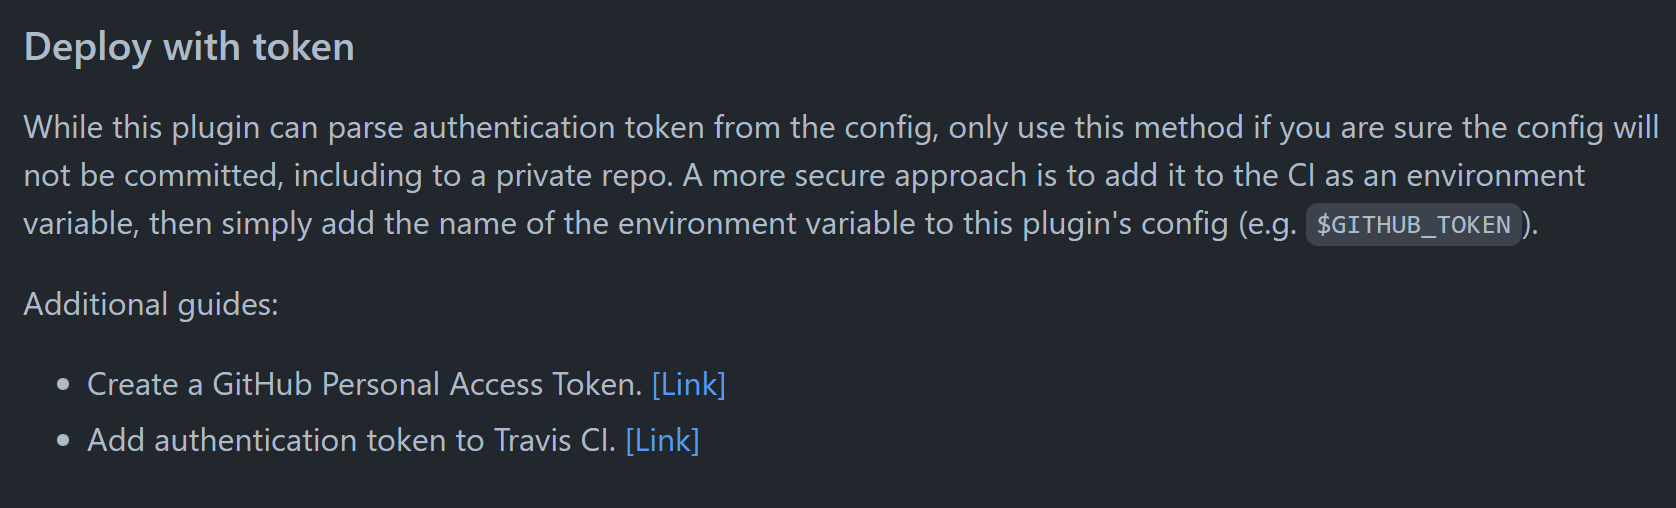 Deploy with token
While this plugin can parse authentication token from the config, only use this method if you are sure the config will
not be committed, including to a private repo. A more secure approach is to add it to the CI as an environment
variable, then simply add the name of the environment variable to this plugin's config (e.g. $GITHUB_TOKEN).
Additional guides:
• Create a GitHub Personal Access Token. [Link]
• Add authentication token to Travis CI. [Link]